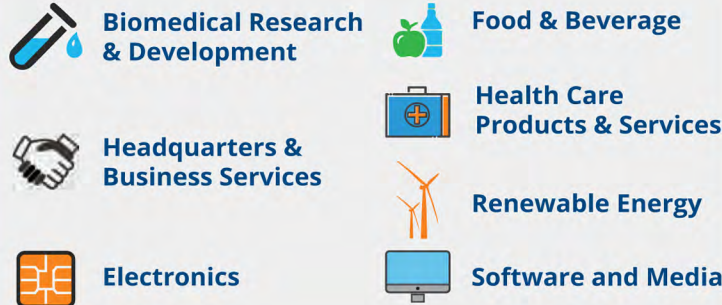 Biomedical Research
& Development
Headquarters &
Business Services
Electronics
Food & Beverage
Health Care
Products & Services
Renewable Energy
Software and Media